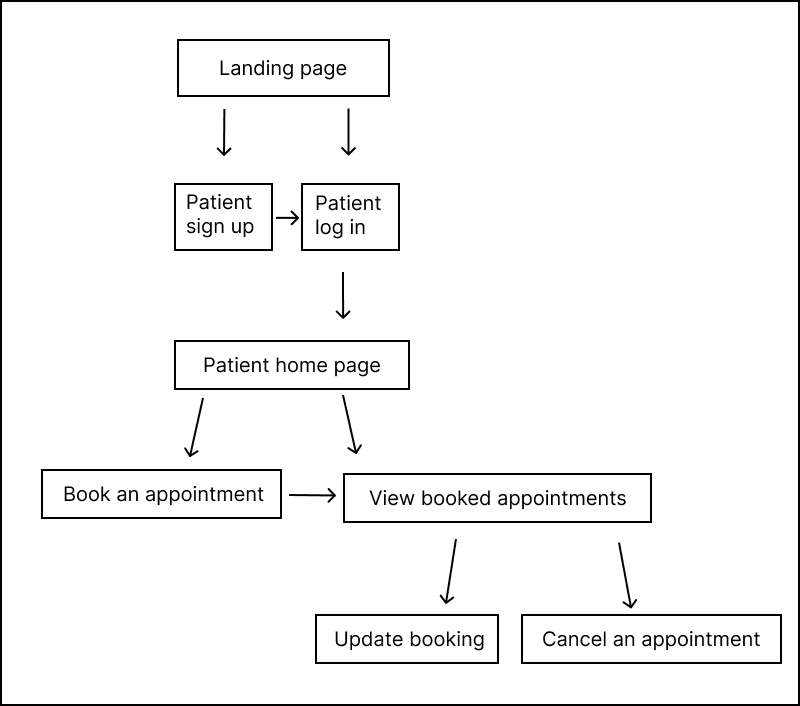 Landing page
Patient
sign up
Patient
log in
Patient home page
Book an appointment
View booked appointments
Update booking
Cancel an appointment